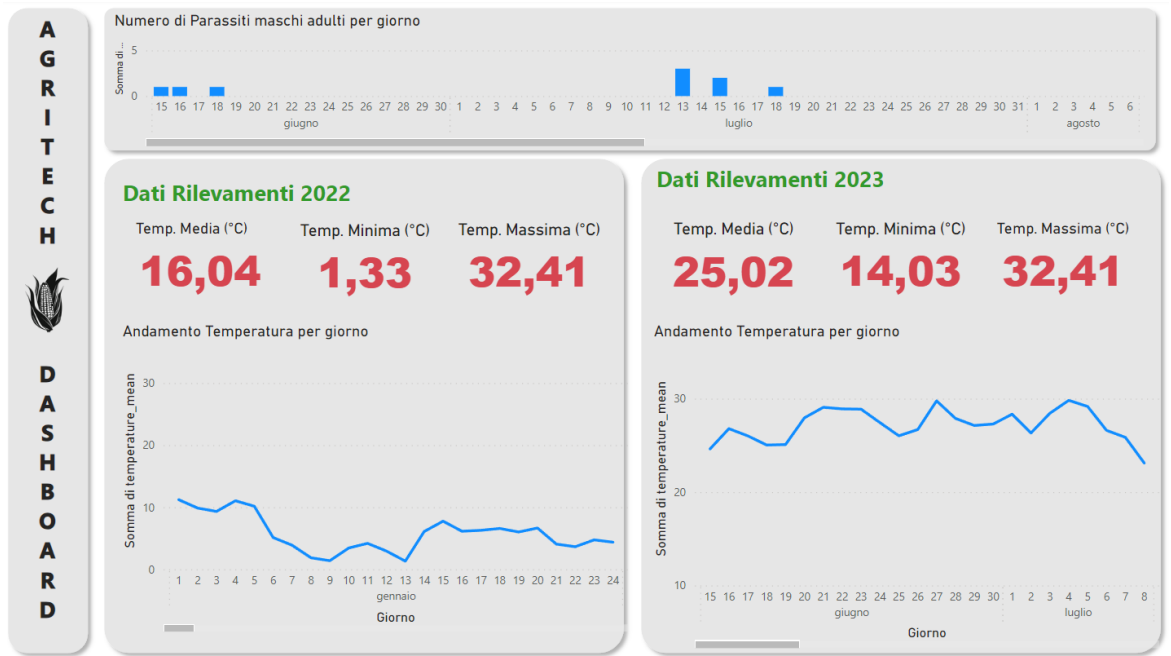 AGRITECH
DASHBOARD
Numero di Parassiti maschi adulti per giorno
Somma di ...
5
0
15 16 17 18 19 20 21 22 23 24 25 26 27 28 29 30 1 2 3 4 5 6 7 8 9 10 11 12 13 14 15 16 17 18 19 20 21 22 23 24 25 26 27 28 29 30 31 1 2 3 4 5 6
giugno luglio agosto
Dati Rilevamenti 2022
Temp. Media (°C) Temp. Minima (°C) Temp. Massima (°C)
16,04 1,33 32,41
Andamento Temperatura per giorno
Somma di temperature_mean
30
20
10
0
1 2 3 4 5 6 7 8 9 10 11 12 13 14 15 16 17 18 19 20 21 22 23 24
gennaio
Giorno
Dati Rilevamenti 2023
Temp. Media (°C) Temp. Minima (°C) Temp. Massima (°C)
25,02 14,03 32,41
Andamento Temperatura per giorno
Somma di temperature_mean
30
20
10
15 16 17 18 19 20 21 22 23 24 25 26 27 28 29 30 1 2 3 4 5 6 7 8
giugno luglio
Giorno